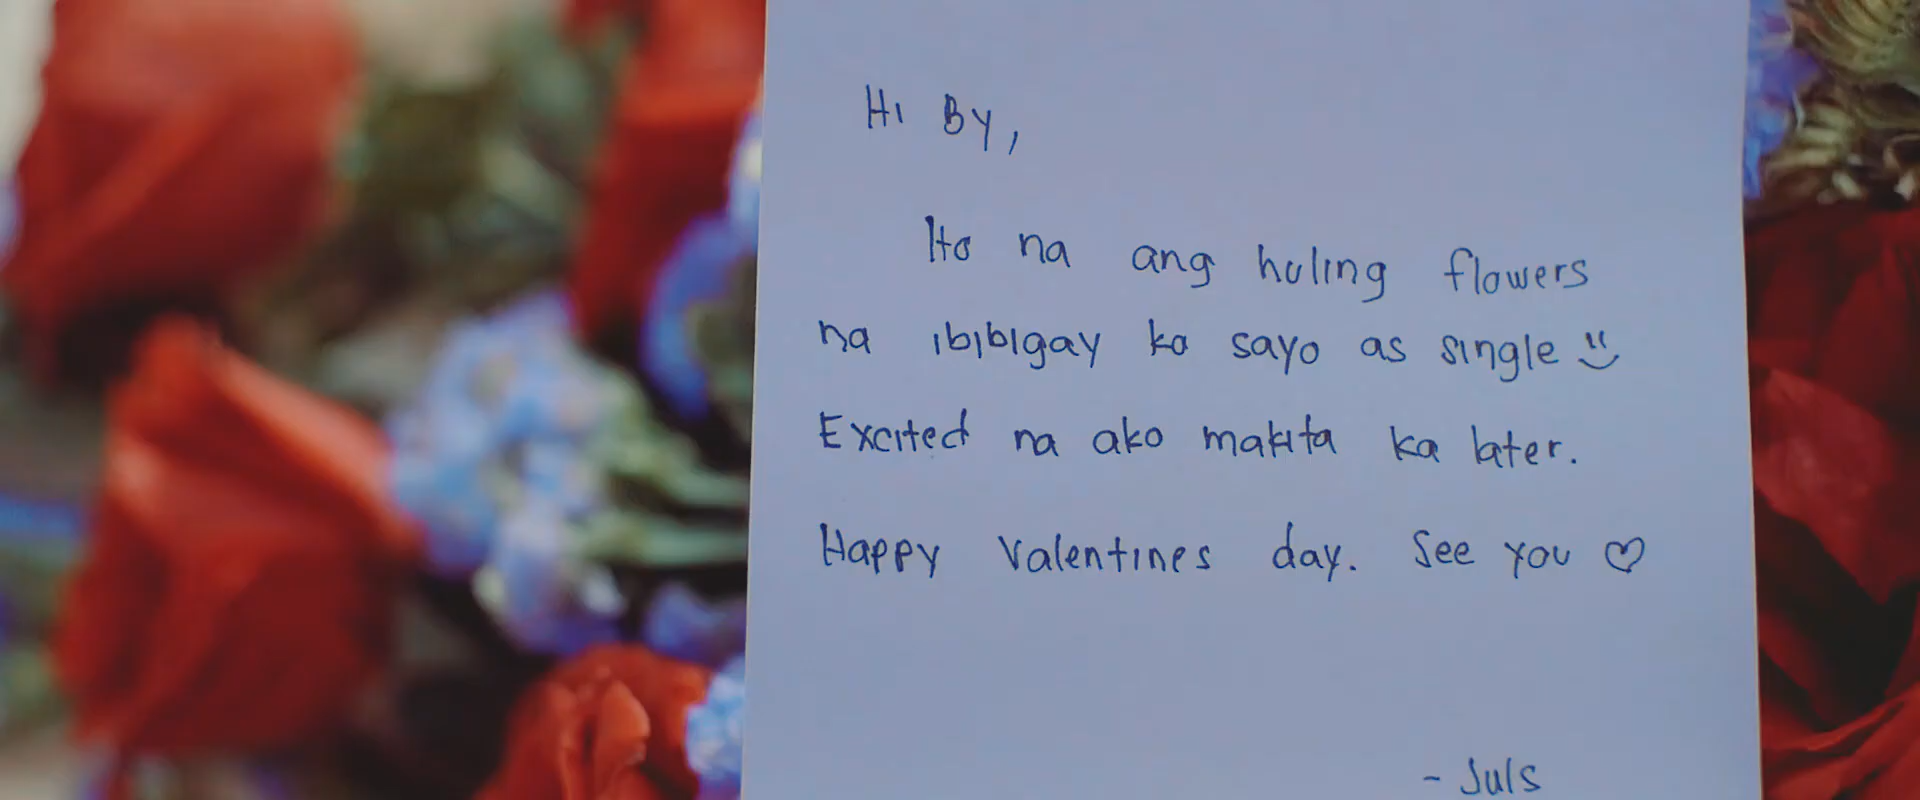 Hi By,
Ito na ang huling flowers
na ibibigay ko sayo as single
Excited na ako makita ka later.
Happy Valentines day. See you ♡
- Juls